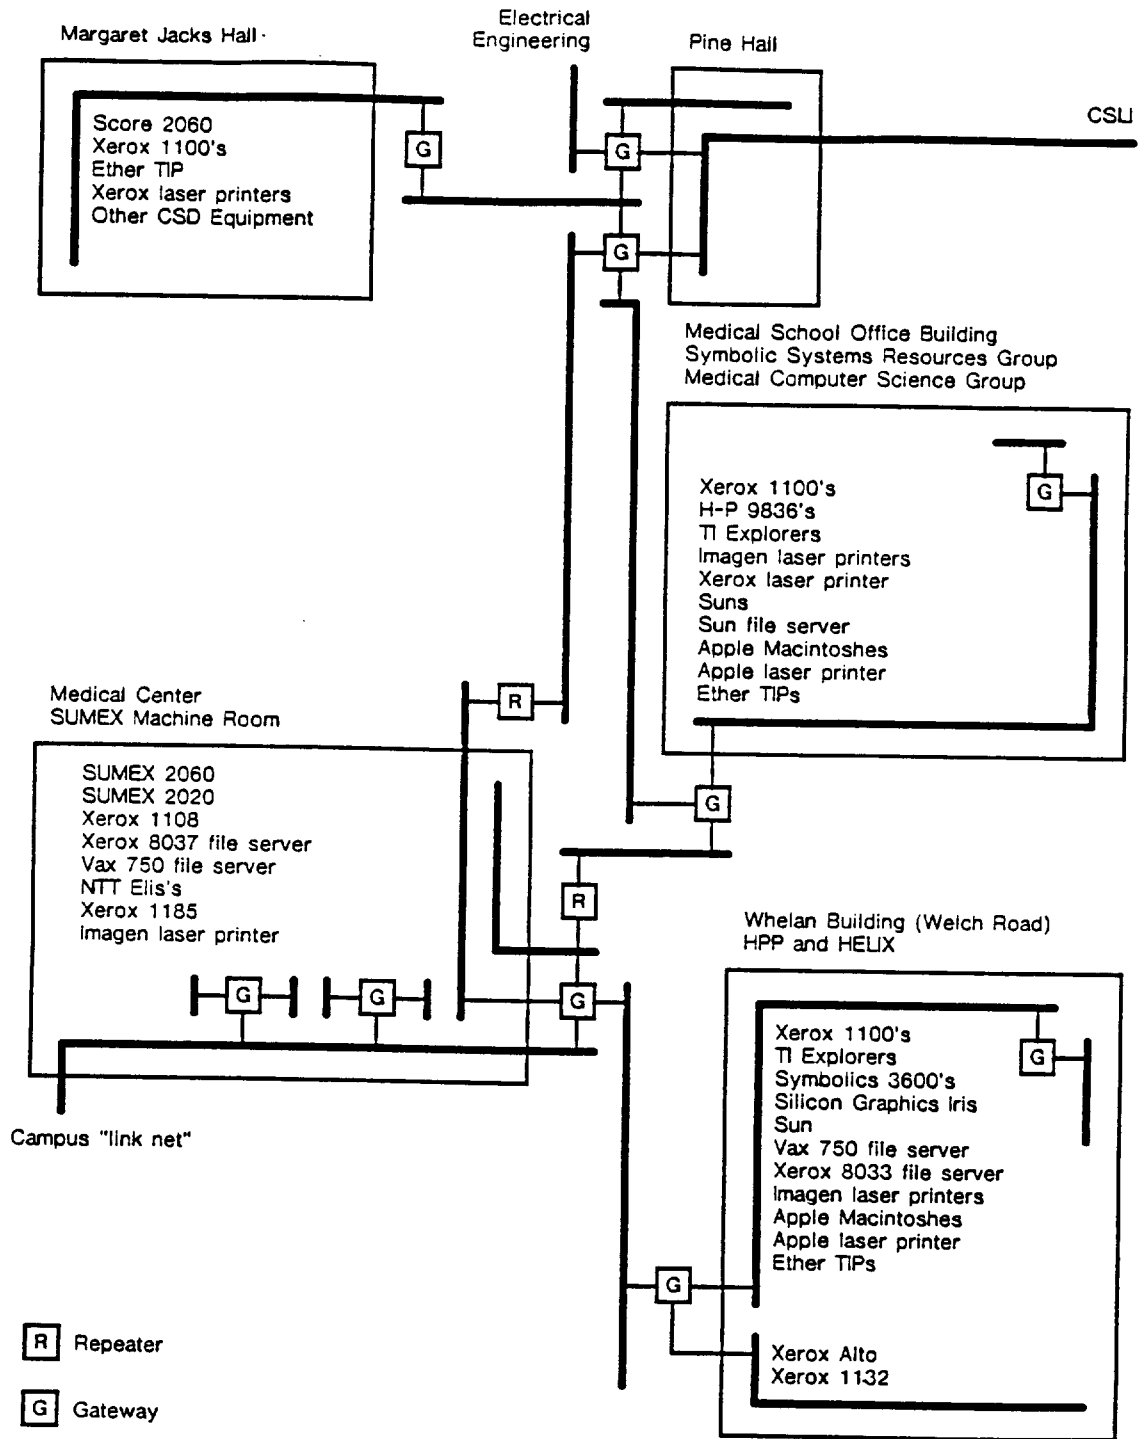 Margaret Jacks Hall
Electrical
Engineering
Pine Hall
CSLI
Score 2060
Xerox 1100's
Ether TIP
Xerox laser printers
Other CSD Equipment
G
G
G
Medical School Office Building
Symbolic Systems Resources Group
Medical Computer Science Group
Xerox 1100's
H-P 9836's
TI Explorers
Imagen laser printers
Xerox laser printer
Suns
Sun file server
Apple Macintoshes
Apple laser printer
Ether TIPs
G
G
R
Medical Center
SUMEX Machine Room
SUMEX 2060
SUMEX 2020
Xerox 1108
Xerox 8037 file server
Vax 750 file server
NTT Elis's
Xerox 1185
Imagen laser printer
G
G
R
G
Campus "link net"
Whelan Building (Welch Road)
HPP and HELIX
Xerox 1100's
TI Explorers
Symbolics 3600's
Silicon Graphics Iris
Sun
Vax 750 file server
Xerox 8033 file server
Imagen laser printers
Apple Macintoshes
Apple laser printer
Ether TIPs
G
G
Xerox Alto
Xerox 1132
R Repeater
G Gateway